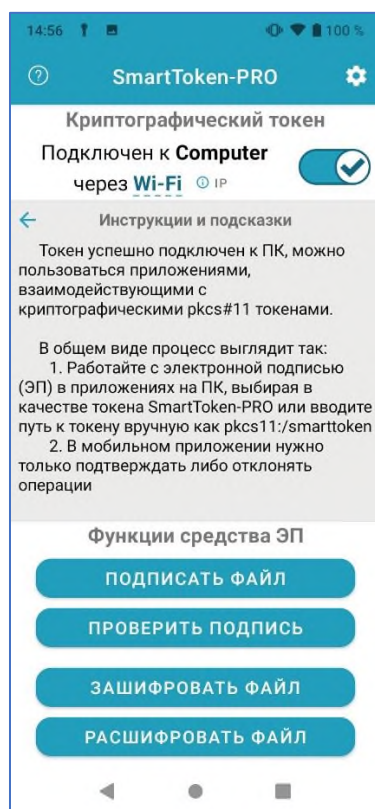 14:56 100 %
SmartToken-PRO
Криптографический токен
Подключен к Computer
через Wi-Fi IP
Инструкции и подсказки
Токен успешно подключен к ПК, можно
пользоваться приложениями,
взаимодействующими с
криптографическими pkcs#11 токенами.
В общем виде процесс выглядит так:
1. Работайте с электронной подписью
(ЭП) в приложениях на ПК, выбирая в
качестве токена SmartToken-PRO или вводите
путь к токену вручную как pkcs11:/smarttoken
2. В мобильном приложении нужно
только подтверждать либо отклонять
операции
Функции средства ЭП
ПОДПИСАТЬ ФАЙЛ
ПРОВЕРИТЬ ПОДПИСЬ
ЗАШИФРОВАТЬ ФАЙЛ
РАСШИФРОВАТЬ ФАЙЛ